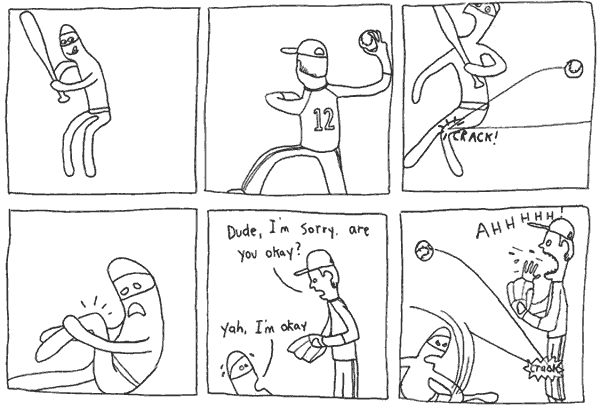 12
CRACK!
Dude, I'm sorry. are
you okay?
yah, I'm okay
AHHHHH!
crack